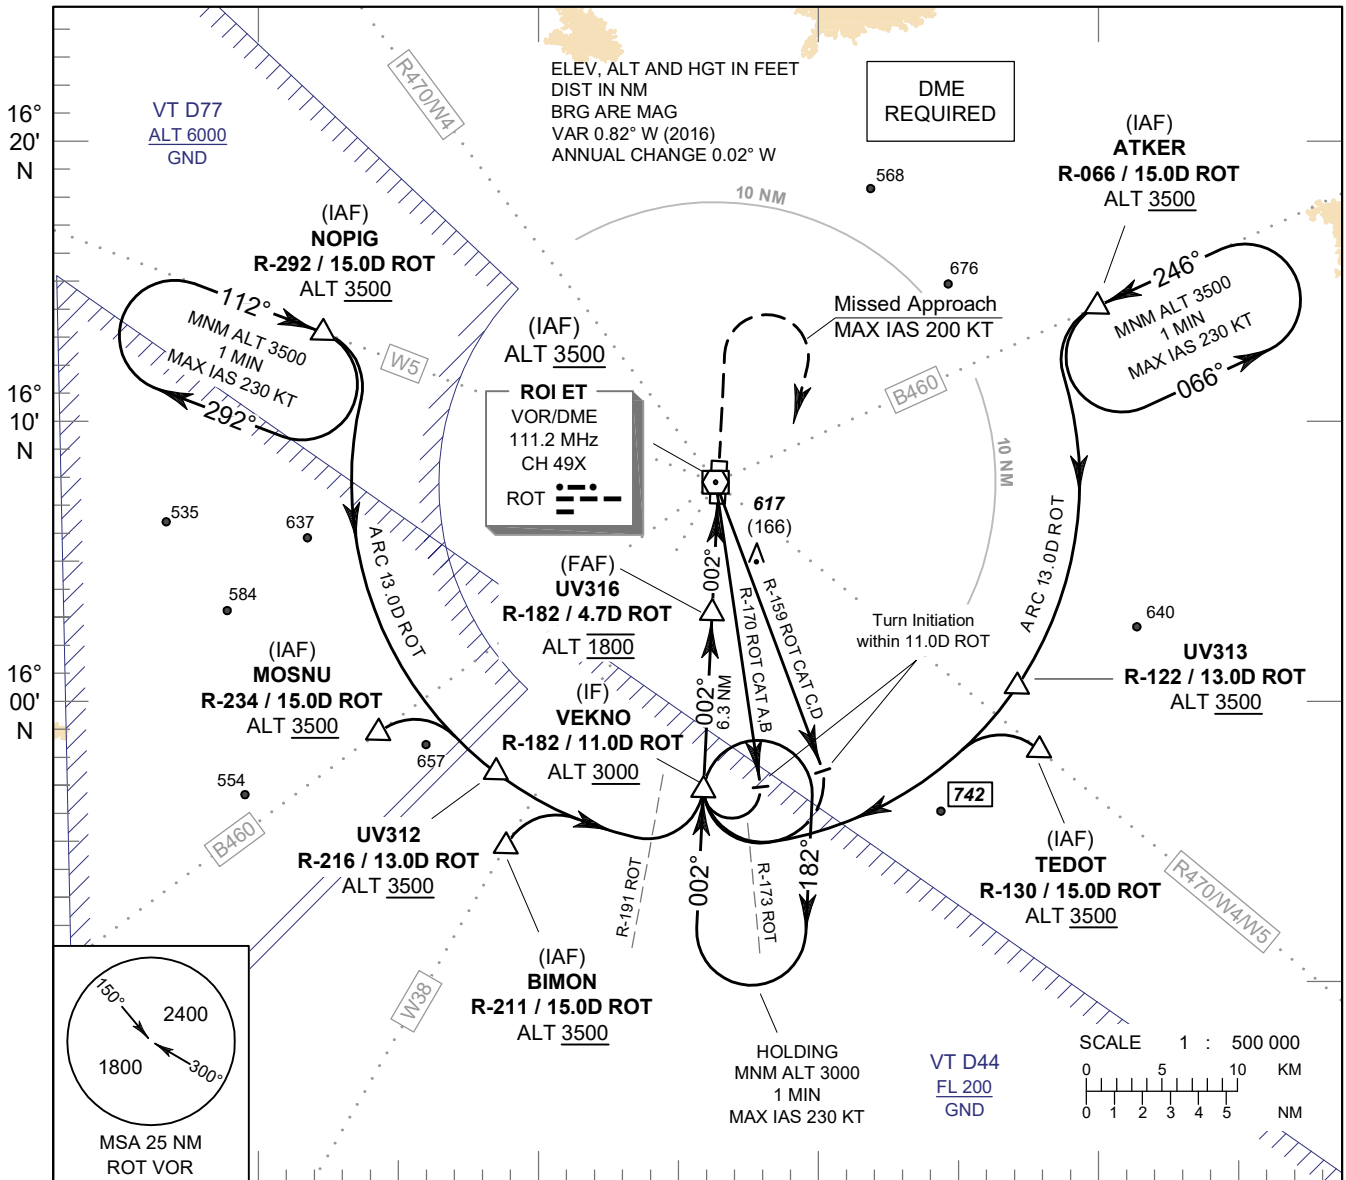 ELEV, ALT AND HGT IN FEET
DIST IN NM
BRG ARE MAG
VAR 0.82° W (2016)
ANNUAL CHANGE 0.02° W
DME
REQUIRED
VT D77
ALT 6000
GND
R470/W4
16°
20'
N
(IAF)
ATKER
R-066 / 15.0D ROT
ALT 3500
568
10 NM
(IAF)
NOPIG
R-292 / 15.0D ROT
ALT 3500
676
246°
MNM ALT 3500
1 MIN
MAX IAS 230 KT
066°
112°
MNM ALT 3500
1 MIN
MAX IAS 230 KT
292°
Missed Approach
MAX IAS 200 KT
W5
(IAF)
ALT 3500
ROI ET
VOR/DME
111.2 MHz
CH 49X
ROT
B460
16°
10'
N
10 NM
617
(166)
535
637
ARC 13.0D ROT
ARC 13.0D ROT
584
(FAF)
UV316
R-182 / 4.7D ROT
ALT 1800
002°
R-170 ROT CAT A,B
R-159 ROT CAT C,D
Turn Initiation
within 11.0D ROT
640
UV313
R-122 / 13.0D ROT
ALT 3500
(IAF)
MOSNU
R-234 / 15.0D ROT
ALT 3500
16°
00'
N
(IF)
VEKNO
R-182 / 11.0D ROT
ALT 3000
002°
6.3 NM
657
554
742
B460
UV312
R-216 / 13.0D ROT
ALT 3500
(IAF)
TEDOT
R-130 / 15.0D ROT
ALT 3500
R470/W4/W5
R-191 ROT
002°
R-173 ROT
182°
(IAF)
BIMON
R-211 / 15.0D ROT
ALT 3500
W38
150°
2400
1800
300°
MSA 25 NM
ROT VOR
HOLDING
MNM ALT 3000
1 MIN
MAX IAS 230 KT
VT D44
FL 200
GND
SCALE 1 : 500 000
0 5 10 KM
0 1 2 3 4 5 NM